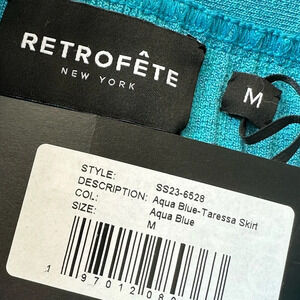 RETROFÊTE
NEW YORK
M
STYLE: SS23-6528
DESCRIPTION: Aqua Blue-Taressa Skirt
COL: Aqua Blue
SIZE: M